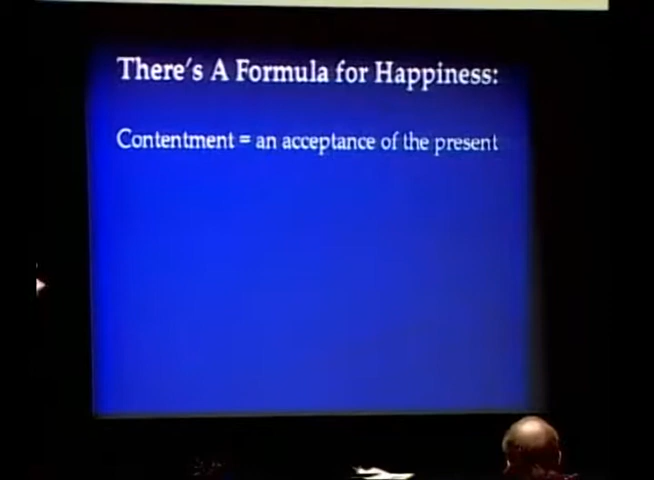 There's A Formula for Happiness:
Contentment = an acceptance of the present